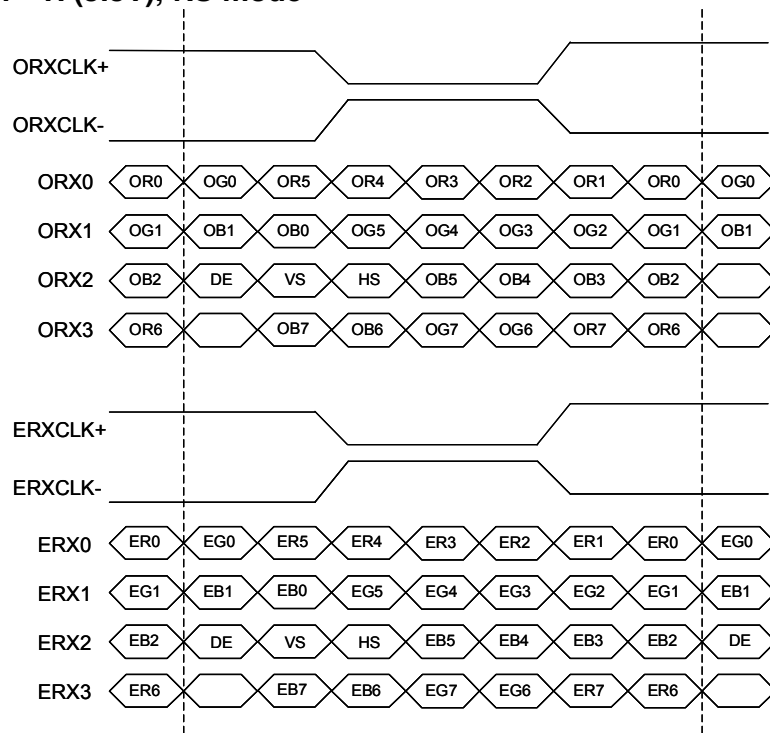 ORXCLK+
ORXCLK-
ORX0 OR0 OG0 OR5 OR4 OR3 OR2 OR1 OR0 OG0
ORX1 OG1 OB1 OB0 OG5 OG4 OG3 OG2 OG1 OB1
ORX2 OB2 DE VS HS OB5 OB4 OB3 OB2
ORX3 OR6 OB7 OB6 OG7 OG6 OR7 OR6
ERXCLK+
ERXCLK-
ERX0 ER0 EG0 ER5 ER4 ER3 ER2 ER1 ER0 EG0
ERX1 EG1 EB1 EB0 EG5 EG4 EG3 EG2 EG1 EB1
ERX2 EB2 DE VS HS EB5 EB4 EB3 EB2 DE
ERX3 ER6 EB7 EB6 EG7 EG6 ER7 ER6